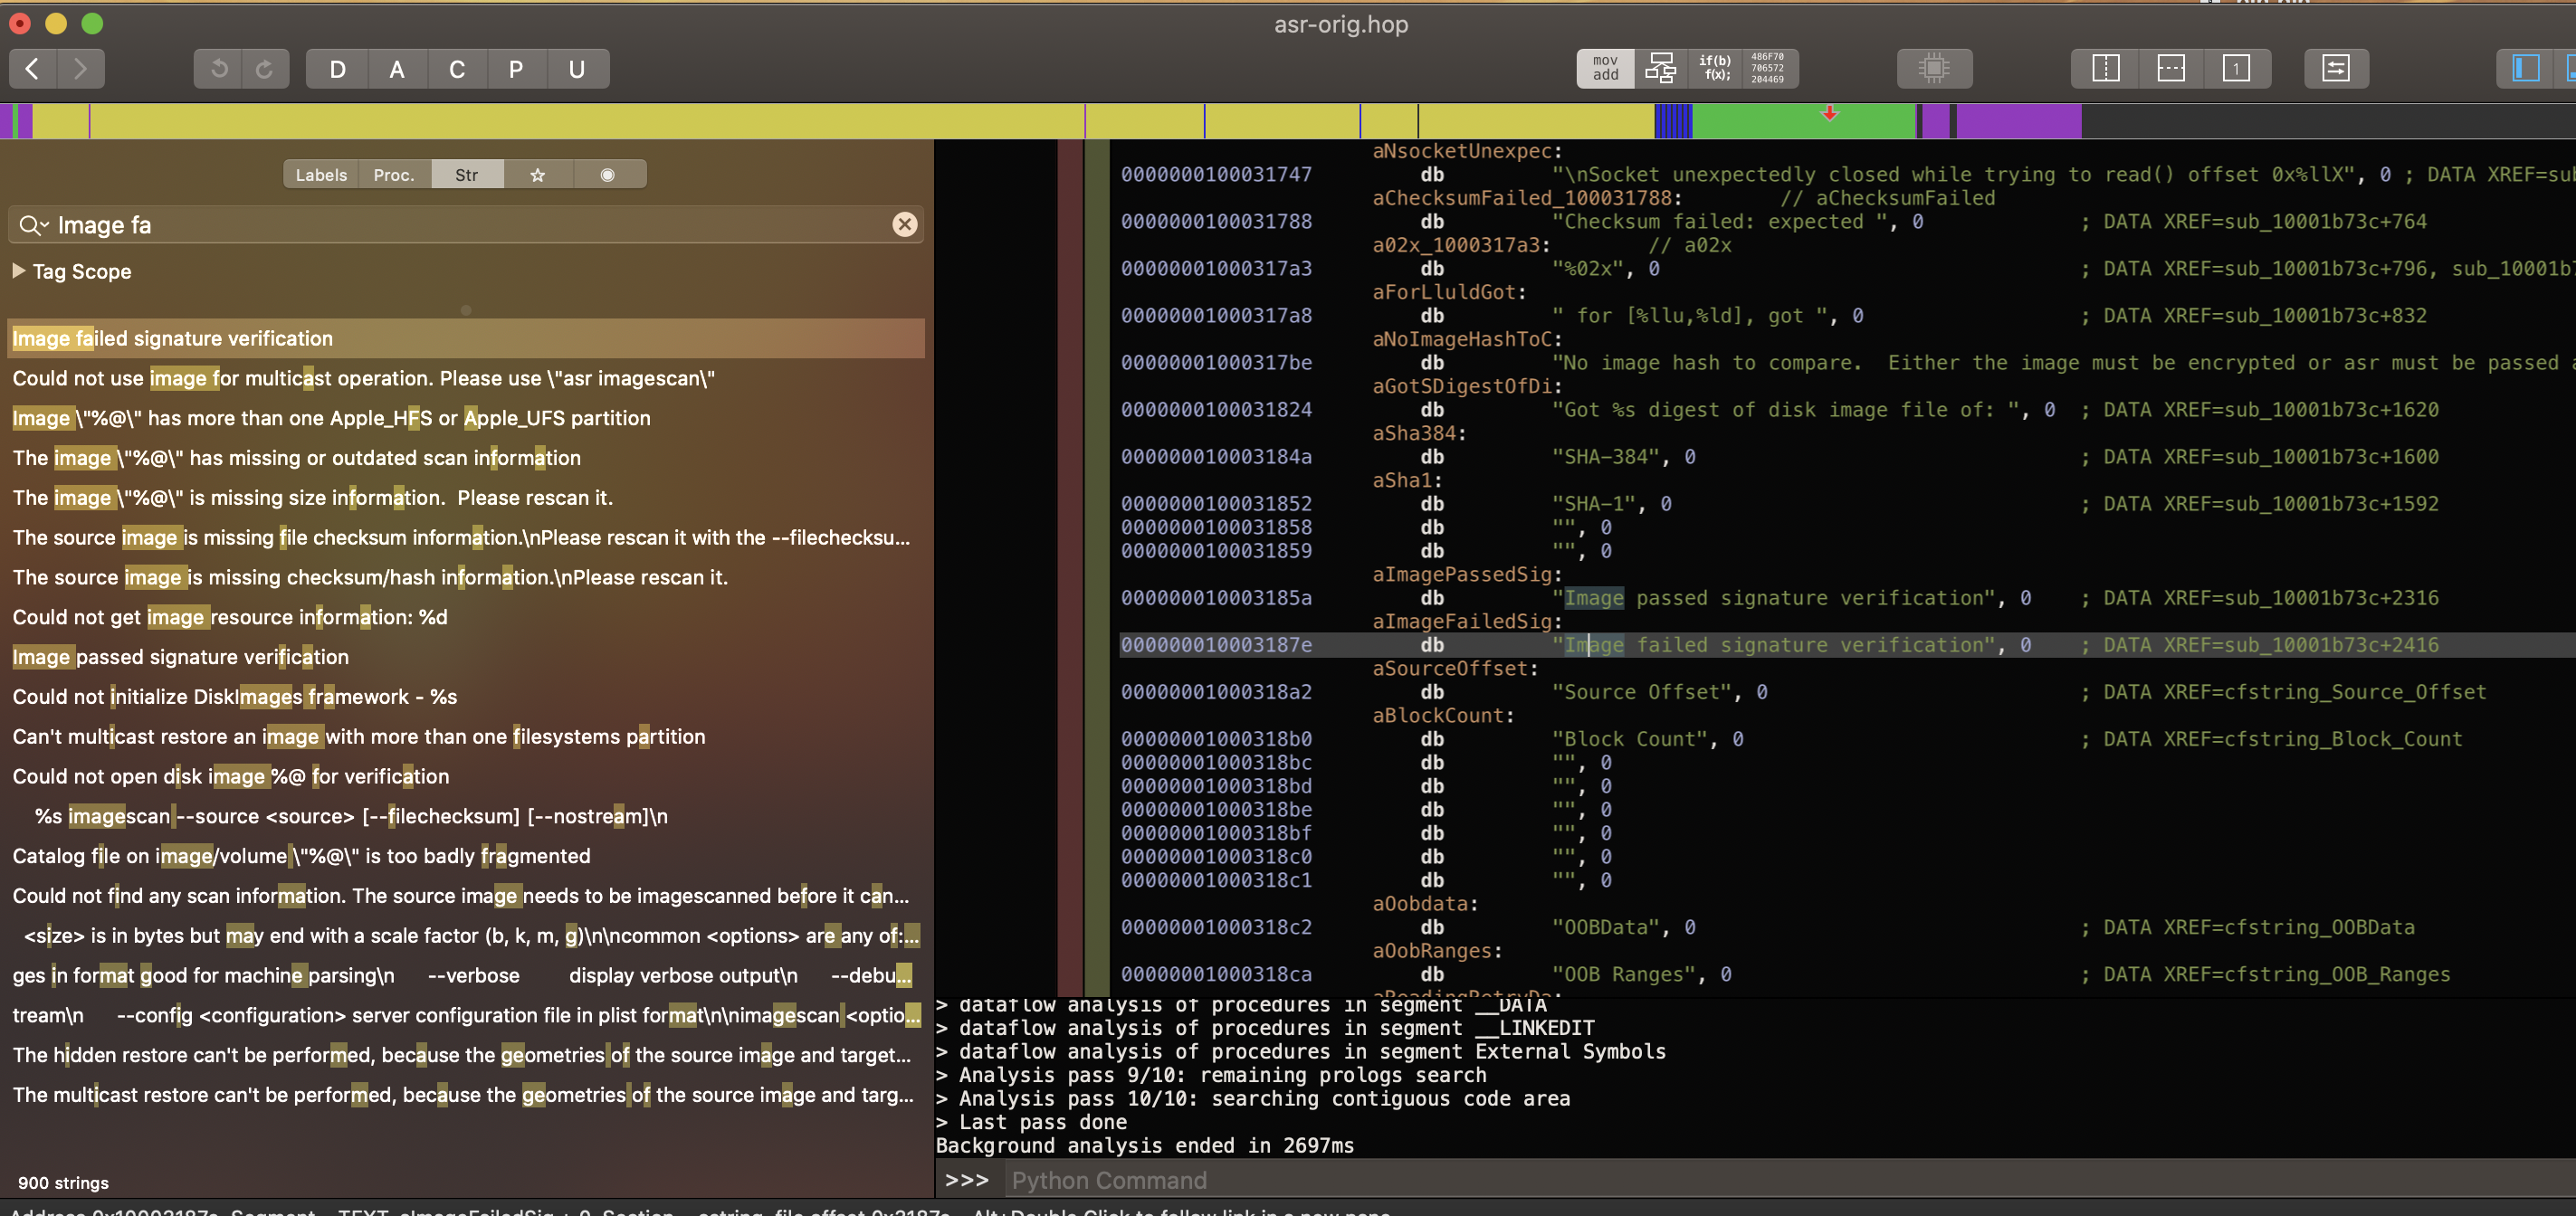 asr-orig.hop
D A C P U
mov add
if(b) f(x);
486F70 706572 204469
1
Labels Proc. Str
Image fa
Tag Scope
Image failed signature verification
Could not use image for multicast operation. Please use \"asr imagescan\"
Image \"%@\" has more than one Apple_HFS or Apple_UFS partition
The image \"%@\" has missing or outdated scan information
The image \"%@\" is missing size information.  Please rescan it.
The source image is missing file checksum information.\nPlease rescan it with the --filechecksu...
The source image is missing checksum/hash information.\nPlease rescan it.
Could not get image resource information: %d
Image passed signature verification
Could not initialize DiskImages framework - %s
Can't multicast restore an image with more than one filesystems partition
Could not open disk image %@ for verification
%s imagescan --source <source> [--filechecksum] [--nostream]\n
Catalog file on image/volume \"%@\" is too badly fragmented
Could not find any scan information. The source image needs to be imagescanned before it can...
<size> is in bytes but may end with a scale factor (b, k, m, g)\n\ncommon <options> are any of:...
ges in format good for machine parsing\n      --verbose        display verbose output\n      --debu...
tream\n      --config <configuration> server configuration file in plist format\n\nimagescan <optio...
The hidden restore can't be performed, because the geometries of the source image and target...
The multicast restore can't be performed, because the geometries of the source image and targ...
900 strings
aNsocketUnexpec:
0000000100031747 db "\nSocket unexpectedly closed while trying to read() offset 0x%llX", 0 ; DATA XREF=sub
aChecksumFailed_100031788: // aChecksumFailed
0000000100031788 db "Checksum failed: expected ", 0 ; DATA XREF=sub_10001b73c+764
a02x_1000317a3: // a02x
00000001000317a3 db "%02x", 0 ; DATA XREF=sub_10001b73c+796, sub_10001b7
aForLluldGot:
00000001000317a8 db " for [%llu,%ld], got ", 0 ; DATA XREF=sub_10001b73c+832
aNoImageHashToC:
00000001000317be db "No image hash to compare.  Either the image must be encrypted or asr must be passed a
aGotSDigestOfDi:
0000000100031824 db "Got %s digest of disk image file of: ", 0 ; DATA XREF=sub_10001b73c+1620
aSha384:
000000010003184a db "SHA-384", 0 ; DATA XREF=sub_10001b73c+1600
aSha1:
0000000100031852 db "SHA-1", 0 ; DATA XREF=sub_10001b73c+1592
0000000100031858 db "", 0
0000000100031859 db "", 0
aImagePassedSig:
000000010003185a db "Image passed signature verification", 0 ; DATA XREF=sub_10001b73c+2316
aImageFailedSig:
000000010003187e db "Image failed signature verification", 0 ; DATA XREF=sub_10001b73c+2416
aSourceOffset:
00000001000318a2 db "Source Offset", 0 ; DATA XREF=cfstring_Source_Offset
aBlockCount:
00000001000318b0 db "Block Count", 0 ; DATA XREF=cfstring_Block_Count
00000001000318bc db "", 0
00000001000318bd db "", 0
00000001000318be db "", 0
00000001000318bf db "", 0
00000001000318c0 db "", 0
00000001000318c1 db "", 0
aOobdata:
00000001000318c2 db "OOBData", 0 ; DATA XREF=cfstring_OOBData
aOobRanges:
00000001000318ca db "OOB Ranges", 0 ; DATA XREF=cfstring_OOB_Ranges
> dataflow analysis of procedures in segment __DATA
> dataflow analysis of procedures in segment __LINKEDIT
> dataflow analysis of procedures in segment External Symbols
> Analysis pass 9/10: remaining prologs search
> Analysis pass 10/10: searching contiguous code area
> Last pass done
Background analysis ended in 2697ms
>>> Python Command